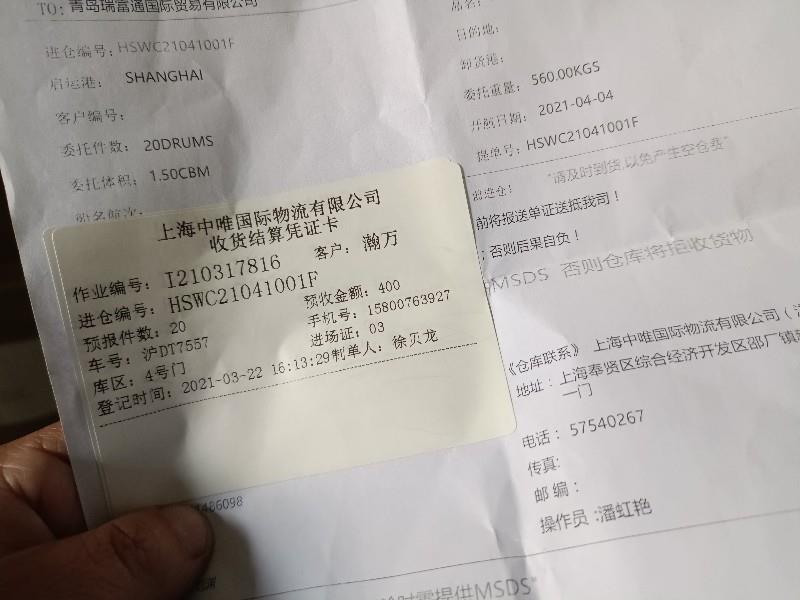 TO: 青岛瑞富通国际贸易有限公司
进仓编号: HSWC21041001F
启运港: SHANGHAI
客户编号:
委托件数: 20DRUMS
委托体积: 1.50CBM
船名航次:
品名:
目的地:
卸货港:
委托重量: 560.00KGS
开航日期: 2021-04-04
提单号: HSWC21041001F
"请及时到货,以免产生空仓费"
前将报送单证送抵我司！
; 否则后果自负！
MSDS 否则仓库将拒收货物
上海中唯国际物流有限公司
收货结算凭证卡
作业编号: I210317816 客户: 瀚万
进仓编号: HSWC21041001F
预报件数: 20 预收金额: 400
车号: 沪DT7557 手机号: 15800763927
库区: 4号门 进场证: 03
登记时间: 2021-03-22 16:13:29制单人: 徐灭龙
《仓库联系》 上海中唯国际物流有限公司（
地址: 上海奉贤区综合经济开发区邵厂镇
一门
电话: 57540267
传真:
邮 编:
操作员 :潘虹艳
4486098
时需提供MSDS"